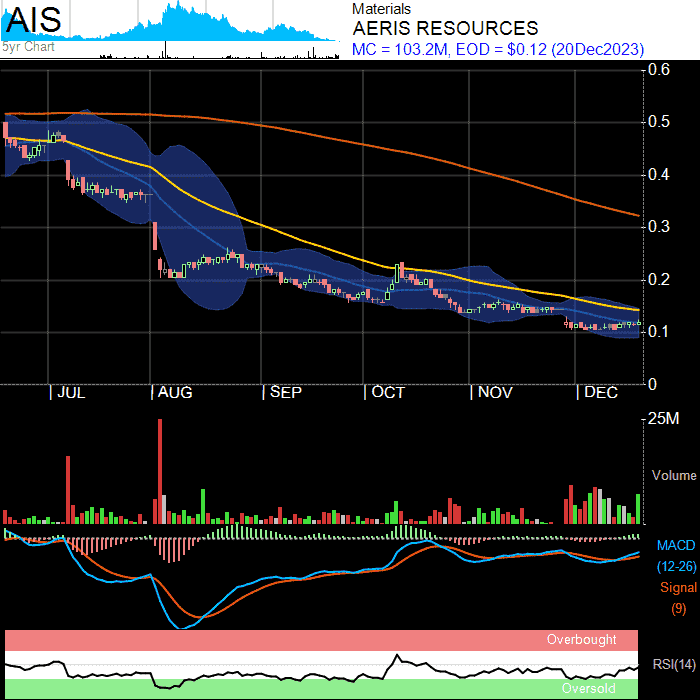 AIS
5yr Chart
Materials
AERIS RESOURCES
MC = 103.2M, EOD = $0.12 (20Dec2023)
0.6
0.5
0.4
0.3
0.2
0.1
0
| JUL | AUG | SEP | OCT | NOV | DEC
25M
Volume
MACD
(12-26)
Signal
(9)
Overbought
RSI(14)
Oversold